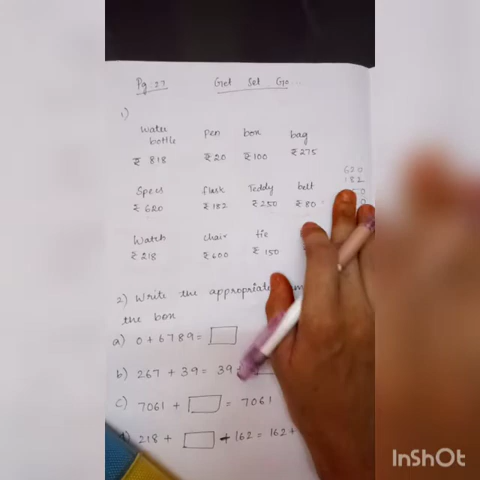 Pg:27 Get Set Go
1)
Water bottle pen box bag
₹ 818 ₹20 ₹100 ₹275
620
182
Specs flask Teddy belt
₹ 620 ₹182 ₹250 ₹80
Watch chair tie
₹ 218 ₹600 ₹150
2) Write the appropriate
the box
a) 0 + 6789 =
b) 267 + 39 = 39
c) 7061 + = 7061
218 + + 162 = 162 +
InShOt